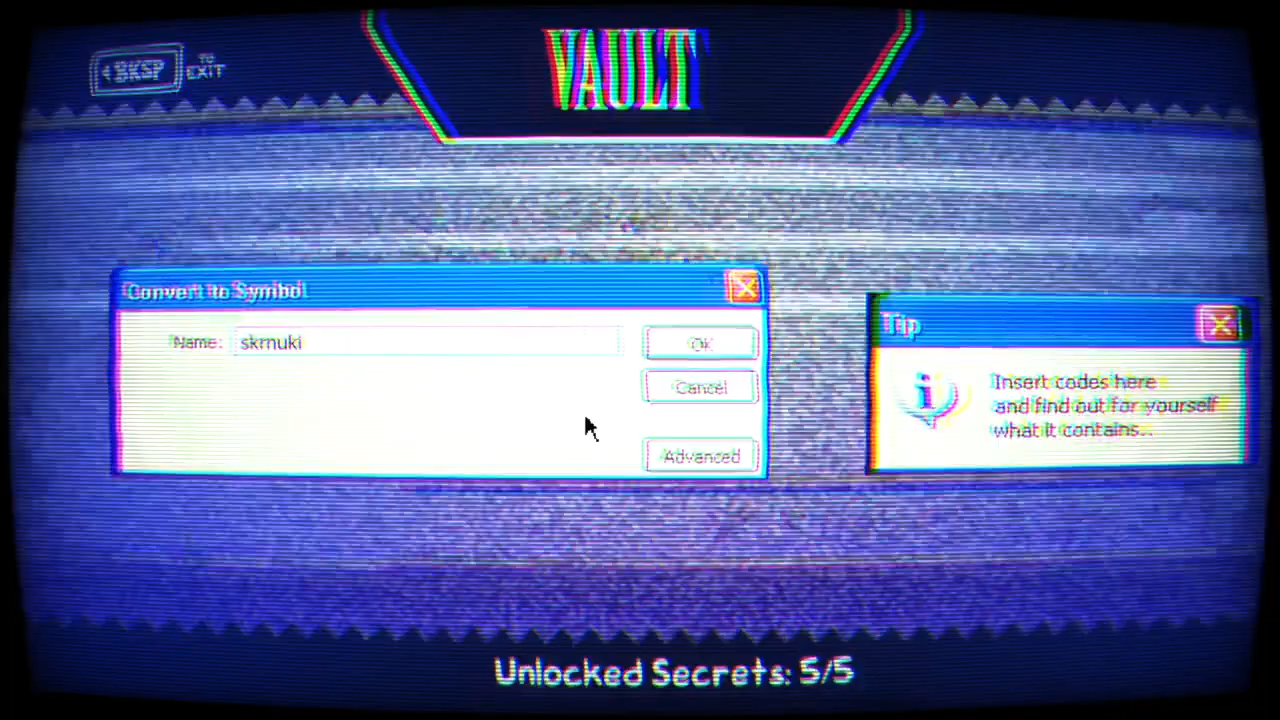 VAULT
BKSP TO EXIT
Convert to Symbol
Name: skrnuki
OK
Cancel
Advanced
Tip
Insert codes here
and find out for yourself
what it contains...
Unlocked Secrets: 5/5